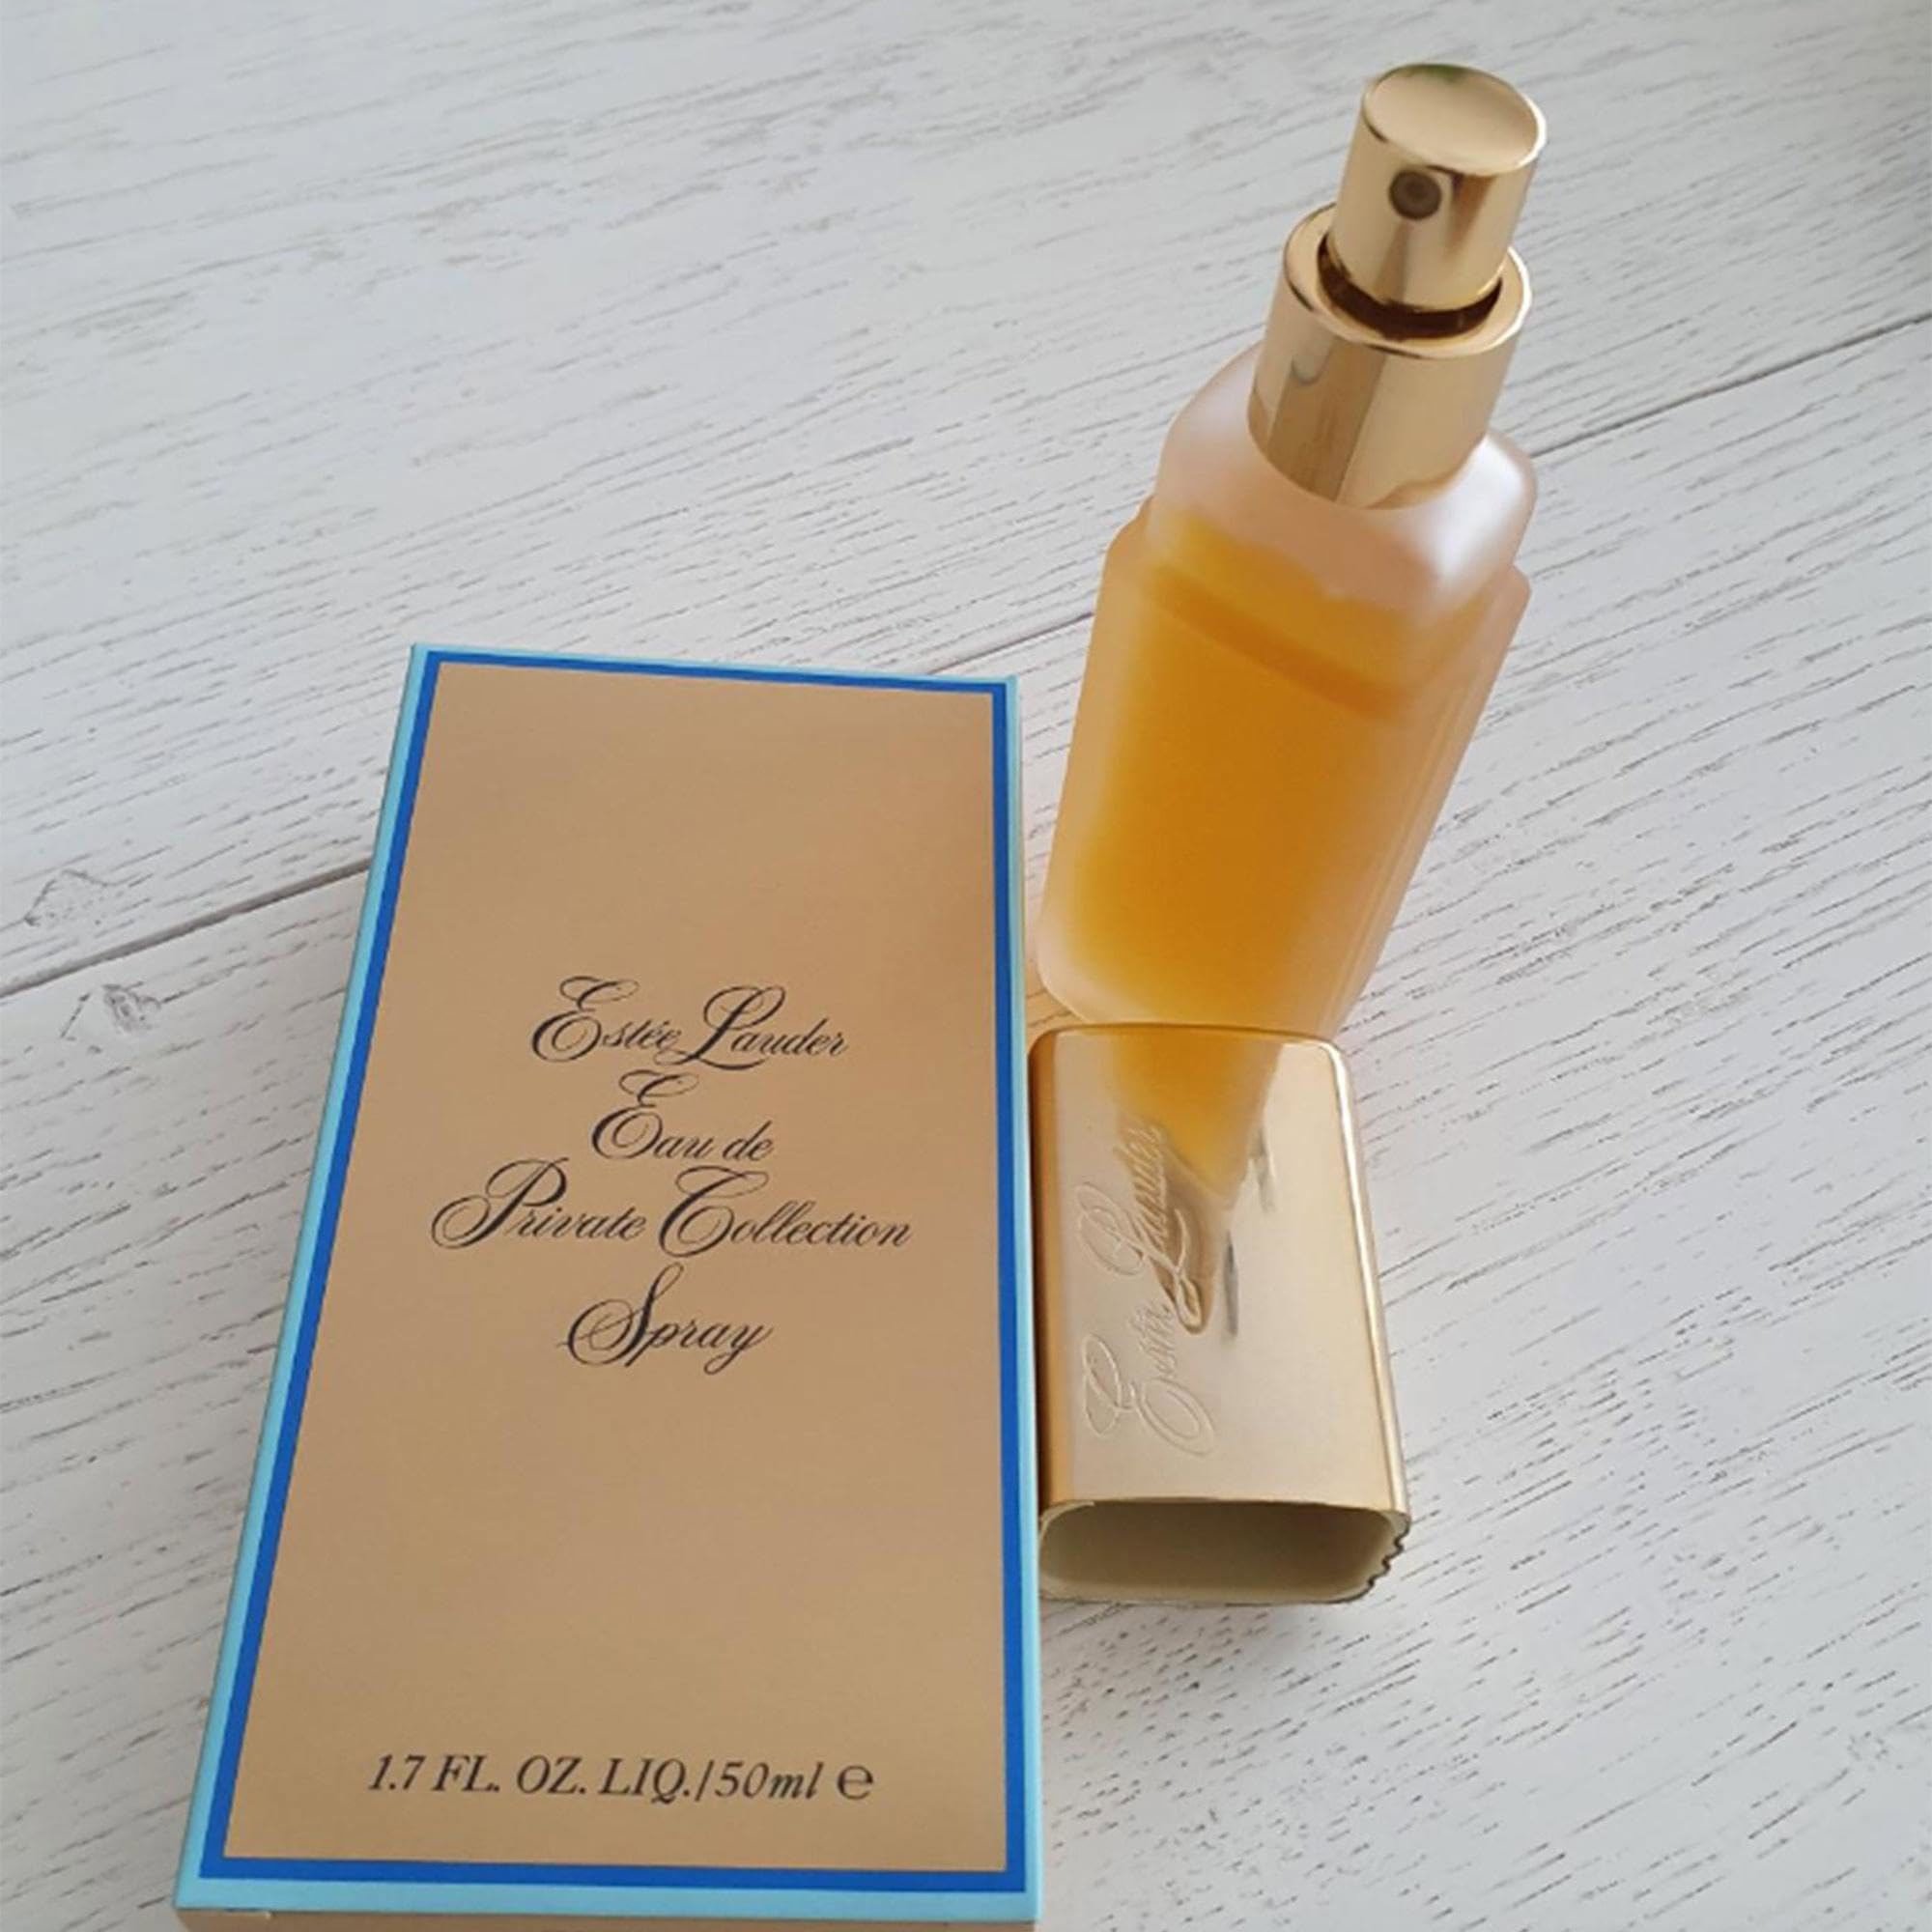 Estée Lauder
Eau de
Private Collection
Spray
1.7 FL. OZ. LIQ./50ml ℮
Estée Lauder